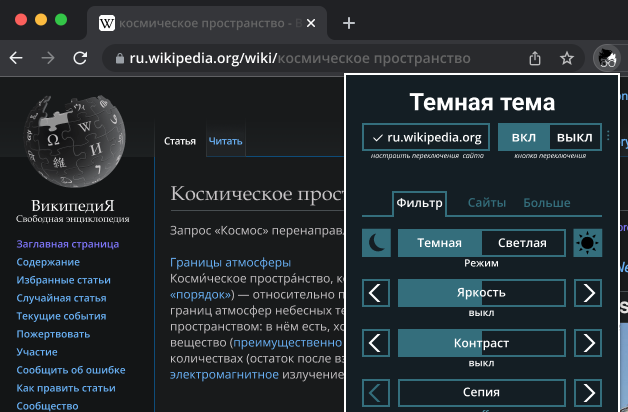 космическое пространство - В
ru.wikipedia.org/wiki/космическое пространство
Темная тема
ru.wikipedia.org
ВКЛ ВЫКЛ
настроить переключения сайта
кнопка переключения
Фильтр Сайты Больше
Темная Светлая
Режим
Яркость
выкл
Контраст
выкл
Сепия
W Ω W И 維
ВикипедиЯ
Свободная энциклопедия
Заглавная страница
Содержание
Избранные статьи
Случайная статья
Текущие события
Пожертвовать
Участие
Сообщить об ошибке
Как править статьи
Сообщество
Статья Читать
Космическое прост
Запрос «Космос» перенаправл
Границы атмосферы
Косми́ческое простра́нство, ко
«порядок») — относительно п
границ атмосфер небесных те
пространством: в нём есть, хо
вещество (преимущественно
количествах (остаток после вз
электромагнитное излучение